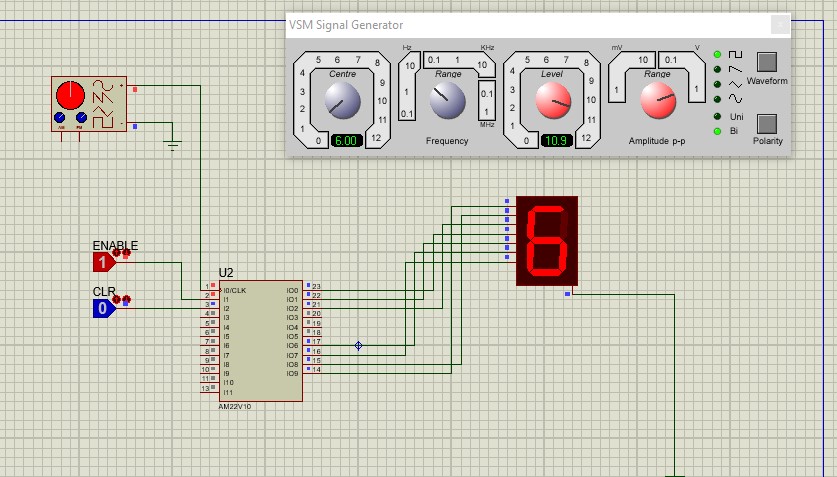 VSM Signal Generator
Hz KHz mV V
5 6 7 8 4 9 3 10 2 11 1 12 0
Centre
6.00
10 1 0.1
0.1 1 10
Range
0.1 1
MHz
Frequency
5 6 7 8 4 9 3 10 2 11 1 12 0
Level
10.9
1 10 0.1 1
Range
Amplitude p-p
Uni
Bi
Waveform
Polarity
AM FM
+
-
ENABLE
1
CLR
0
U2
1 I0/CLK IO0 23
2 I1 IO1 22
3 I2 IO2 21
4 I3 IO3 20
5 I4 IO4 19
6 I5 IO5 18
7 I6 IO6 17
8 I7 IO7 16
9 I8 IO8 15
10 I9 IO9 14
11 I10
13 I11
AM22V10
6